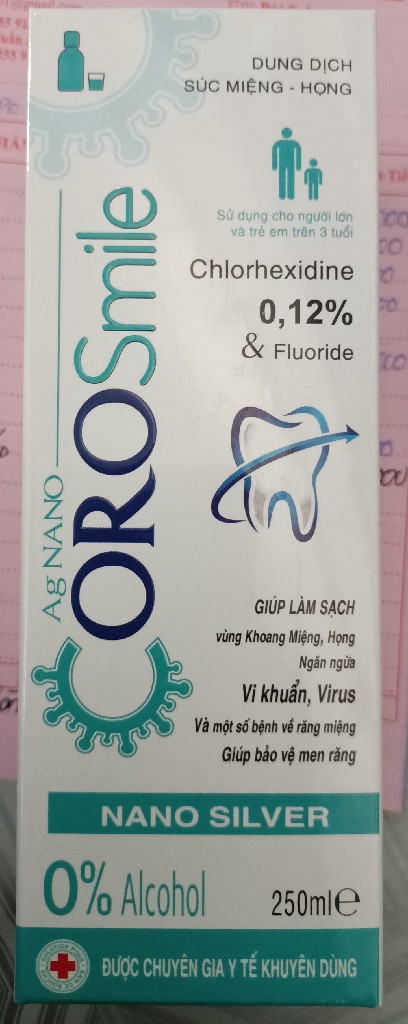 DUNG DỊCH
SÚC MIỆNG - HỌNG
Sử dụng cho người lớn
và trẻ em trên 3 tuổi
Chlorhexidine
0,12%
& Fluoride
Ag NANO
COROSmile
GIÚP LÀM SẠCH
vùng Khoang Miệng, Họng
Ngăn ngừa
Vi khuẩn, Virus
Và một số bệnh về răng miệng
Giúp bảo vệ men răng
NANO SILVER
0% Alcohol
250ml℮
ĐƯỢC CHUYÊN GIA Y TẾ KHUYÊN DÙNG